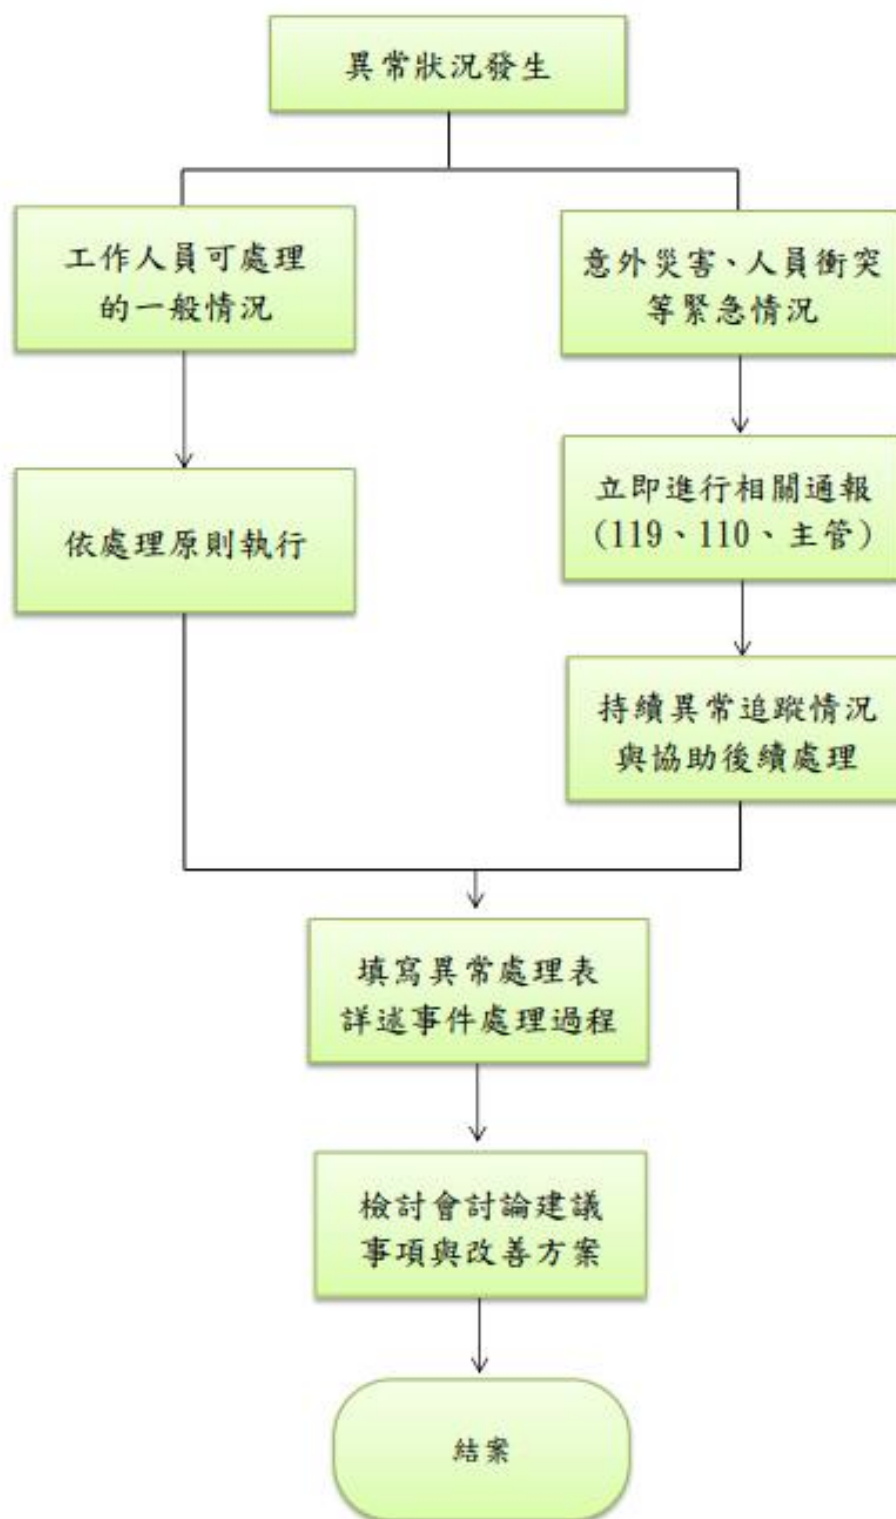 異常狀況發生
工作人員可處理
的一般情況
意外災害、人員衝突
等緊急情況
依處理原則執行
立即進行相關通報
(119、110、主管)
持續異常追蹤情況
與協助後續處理
填寫異常處理表
詳述事件處理過程
檢討會討論建議
事項與改善方案
結案